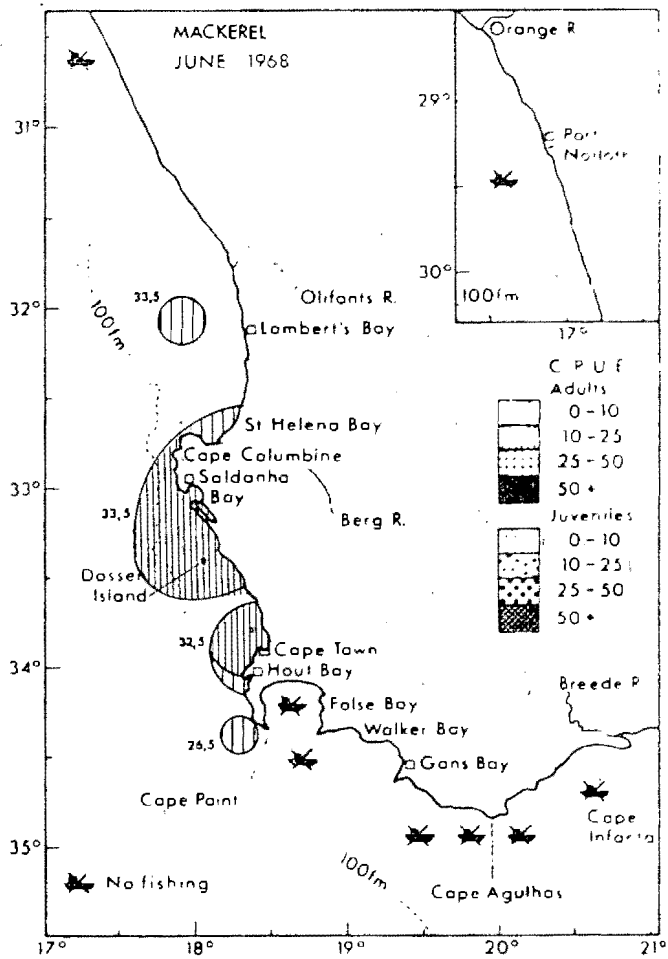 MACKEREL
JUNE 1968
Orange R
29°
Port
Nolloth
30°
100fm
17°
31°
32°
33°
34°
35°
33,5
100fm
Olifants R.
Lambert's Bay
St Helena Bay
Cape Columbine
Saldanha
Bay
33,5
Berg R.
Dassen
Island
32,5
Cape Town
Hout Bay
False Bay
Walker Bay
Gans Bay
Breede R
26,5
Cape Point
Cape
Infanta
Cape Agulhas
100fm
No fishing
C P U E
Adults
0-10
10-25
25-50
50+
Juveniles
0-10
10-25
25-50
50+
17°
18°
19°
20°
21°